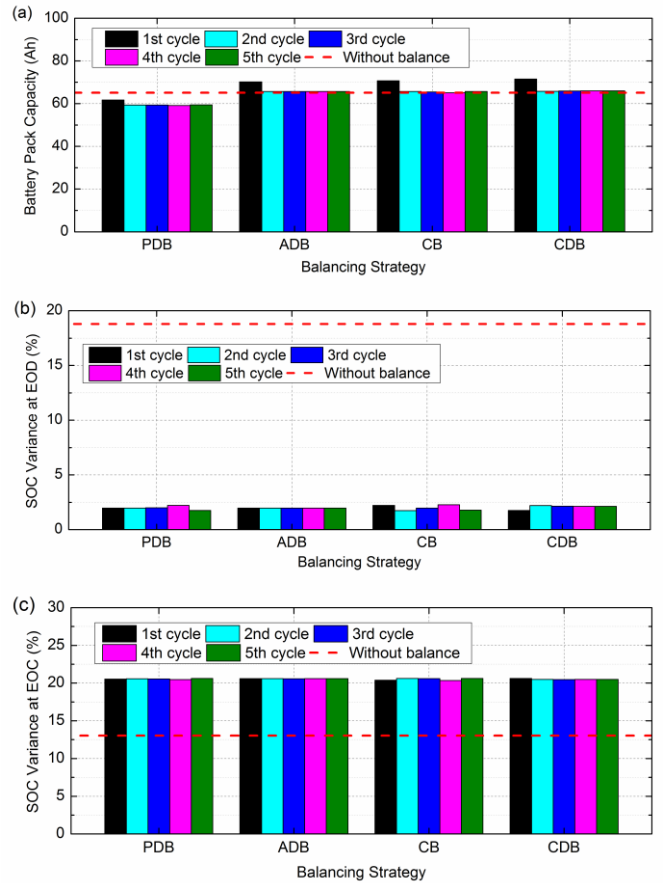 (a)
100
80
60
40
20
0
Battery Pack Capacity (Ah)
1st cycle 2nd cycle 3rd cycle
4th cycle 5th cycle Without balance
PDB ADB CB CDB
Balancing Strategy
(b)
20
15
10
5
0
SOC Variance at EOD (%)
1st cycle 2nd cycle 3rd cycle
4th cycle 5th cycle Without balance
PDB ADB CB CDB
Balancing Strategy
(c)
30
25
20
15
10
5
0
SOC Variance at EOC (%)
1st cycle 2nd cycle 3rd cycle
4th cycle 5th cycle Without balance
PDB ADB CB CDB
Balancing Strategy